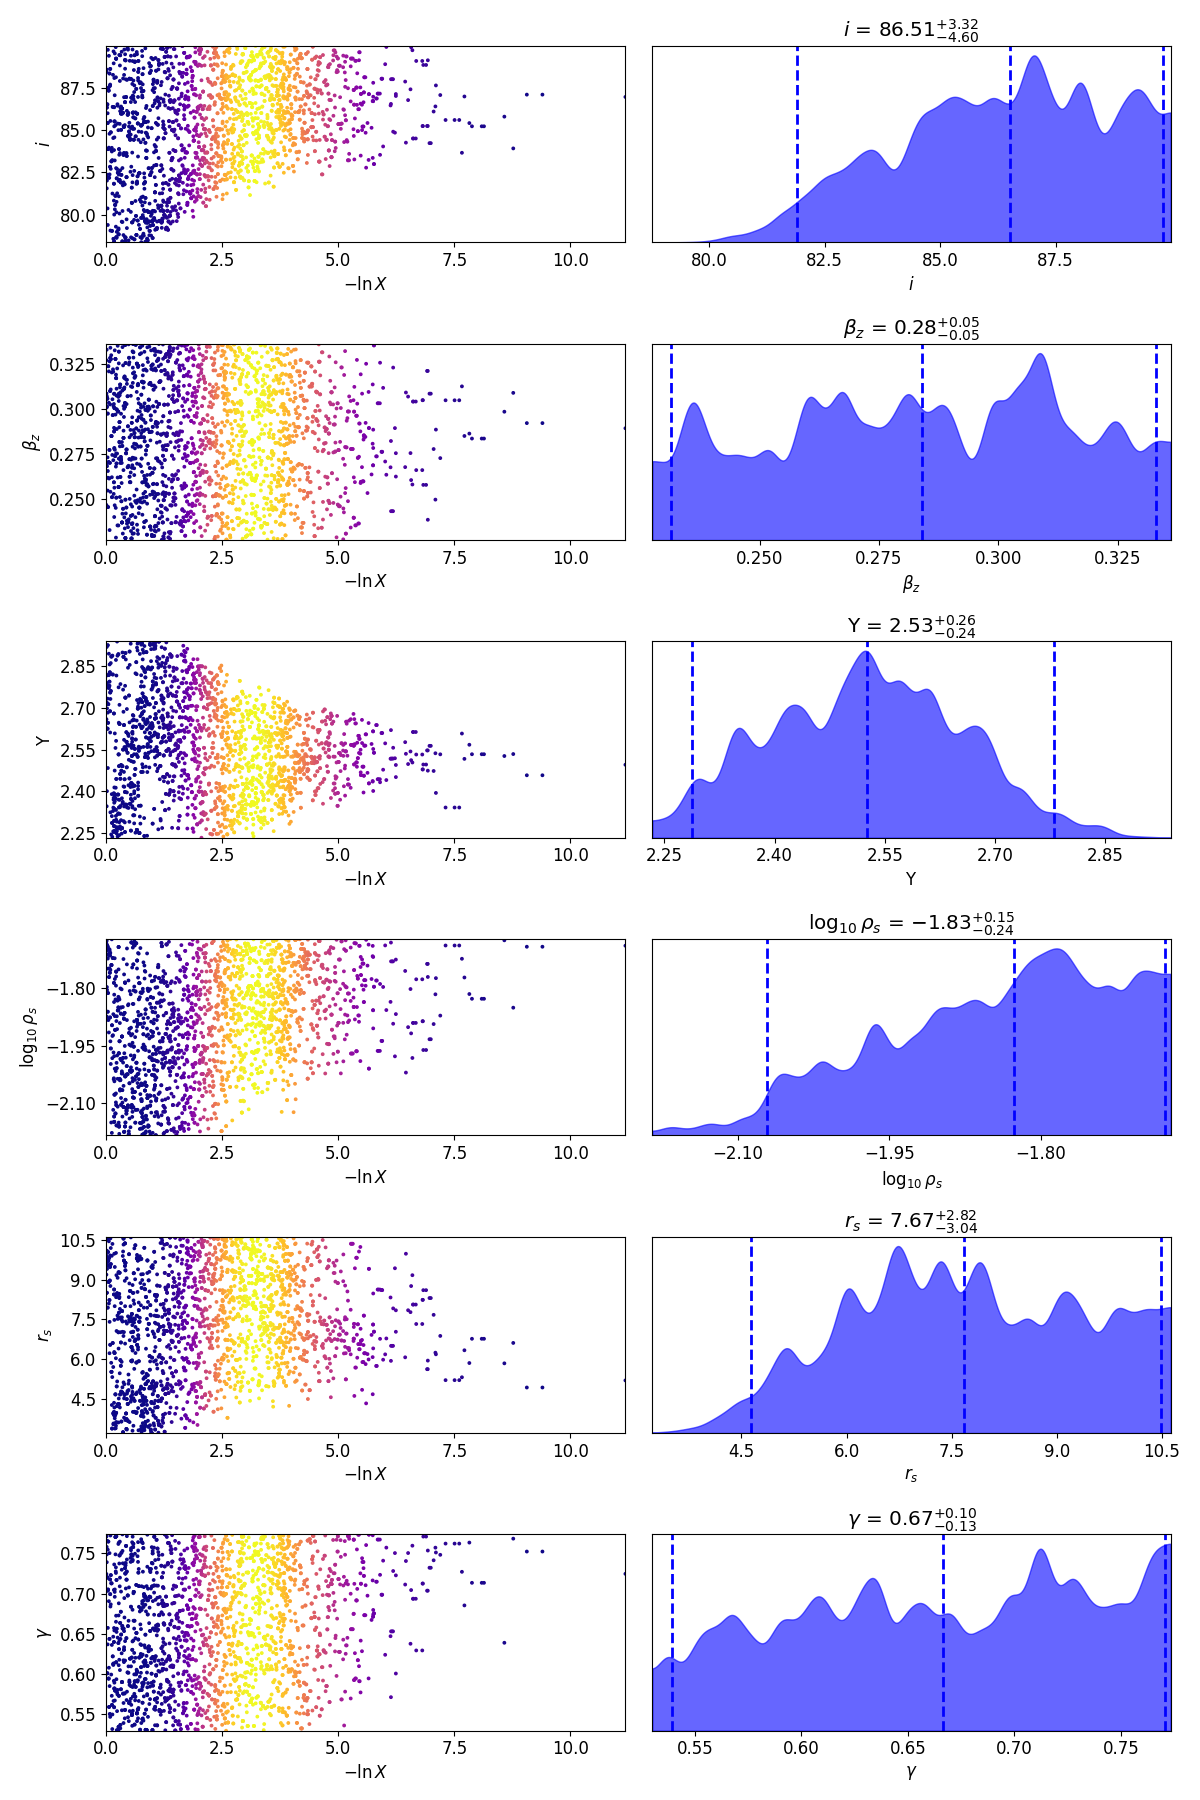 i = 86.51 +3.32 −4.60
87.5
85.0
82.5
80.0
i
0.0 2.5 5.0 7.5 10.0
−ln X
80.0 82.5 85.0 87.5
i
β_z = 0.28 +0.05 −0.05
0.325
0.300
0.275
0.250
β_z
0.0 2.5 5.0 7.5 10.0
−ln X
0.250 0.275 0.300 0.325
β_z
Y = 2.53 +0.26 −0.24
2.85
2.70
2.55
2.40
2.25
Y
0.0 2.5 5.0 7.5 10.0
−ln X
2.25 2.40 2.55 2.70 2.85
Y
log₁₀ ρ_s = −1.83 +0.15 −0.24
−1.80
−1.95
−2.10
log₁₀ ρ_s
0.0 2.5 5.0 7.5 10.0
−ln X
−2.10 −1.95 −1.80
log₁₀ ρ_s
r_s = 7.67 +2.82 −3.04
10.5
9.0
7.5
6.0
4.5
r_s
0.0 2.5 5.0 7.5 10.0
−ln X
4.5 6.0 7.5 9.0 10.5
r_s
γ = 0.67 +0.10 −0.13
0.75
0.70
0.65
0.60
0.55
γ
0.0 2.5 5.0 7.5 10.0
−ln X
0.55 0.60 0.65 0.70 0.75
γ